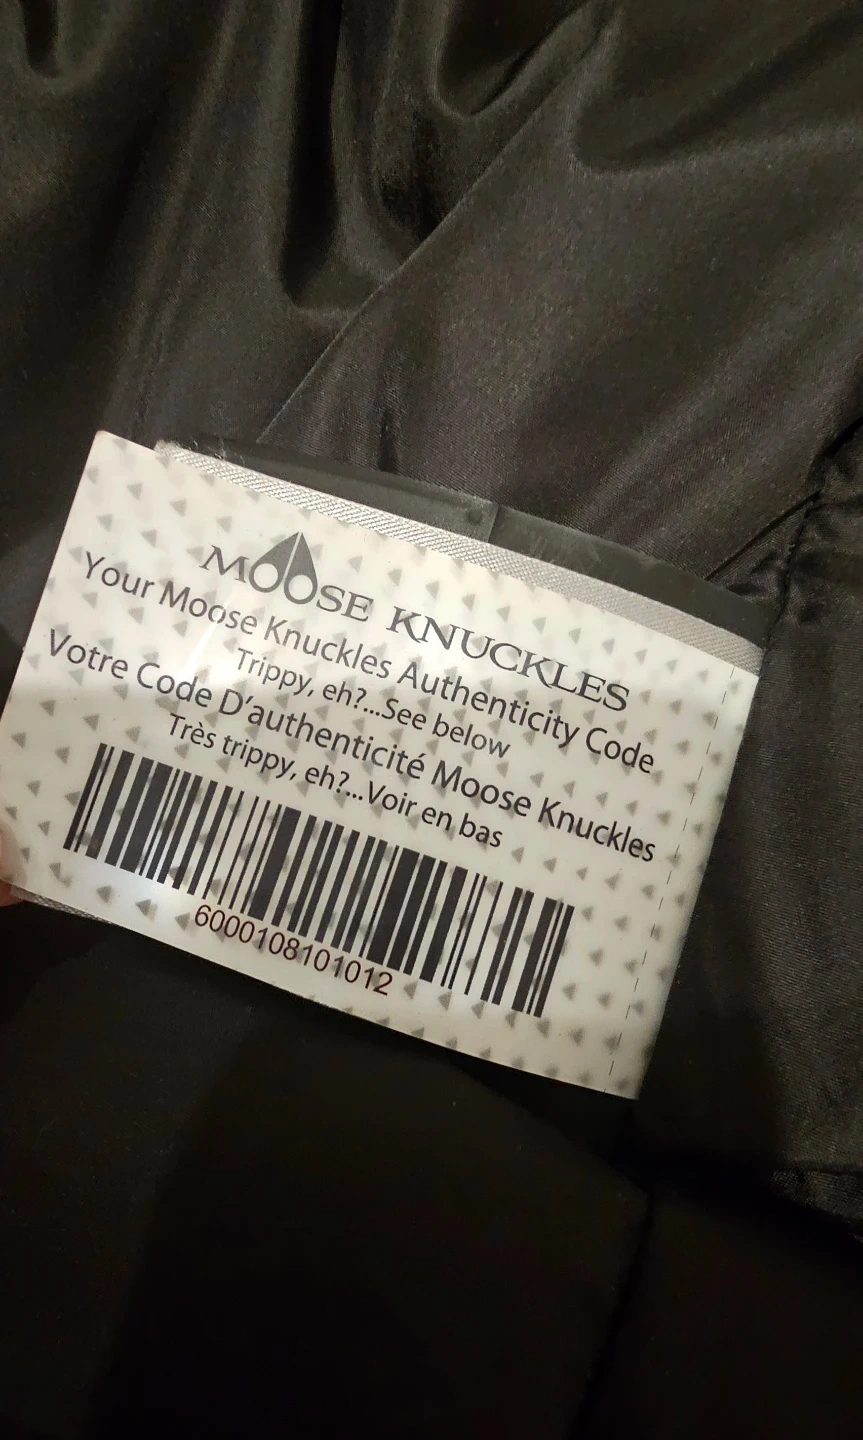 MOOSE KNUCKLES
Your Moose Knuckles Authenticity Code
Trippy, eh?...See below
Votre Code D'authenticité Moose Knuckles
Très trippy, eh?...Voir en bas
6000108101012